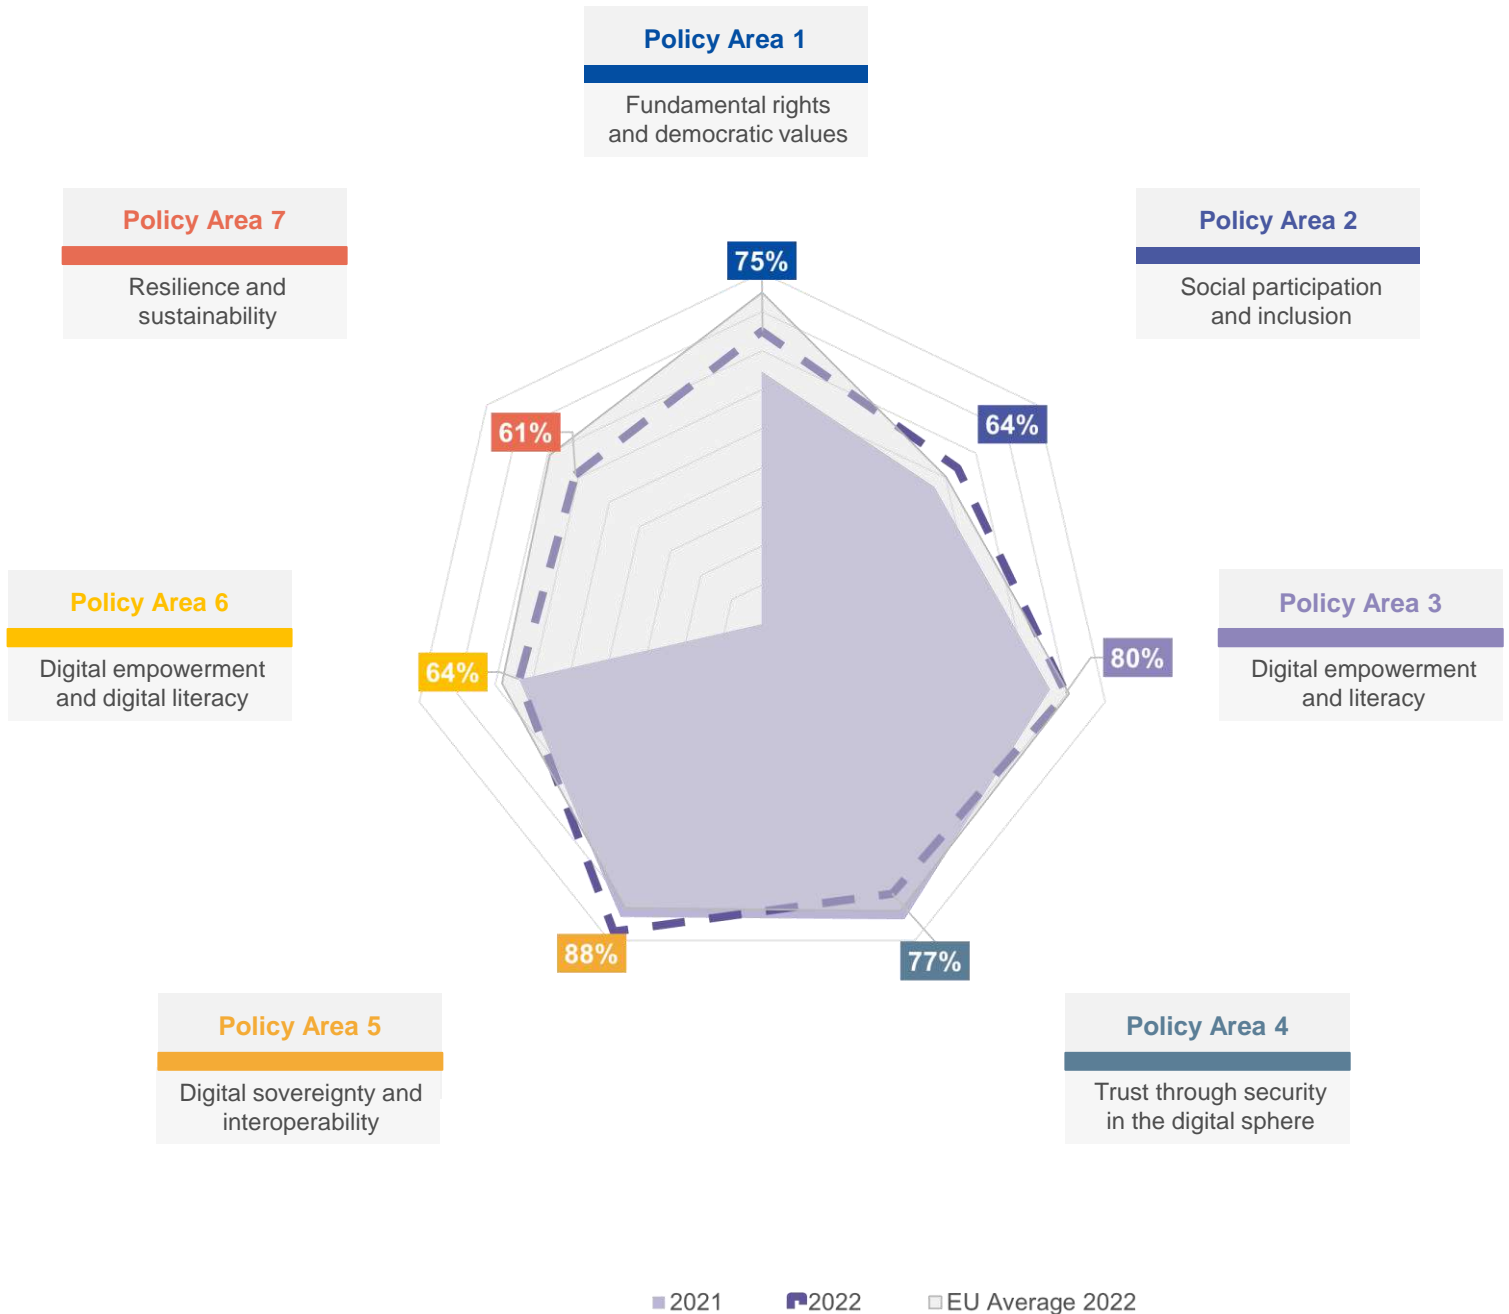 Policy Area 1
Fundamental rights
and democratic values
Policy Area 7
Resilience and
sustainability
Policy Area 2
Social participation
and inclusion
75%
61%
64%
Policy Area 6
Digital empowerment
and digital literacy
64%
80%
Policy Area 3
Digital empowerment
and literacy
88%
77%
Policy Area 5
Digital sovereignty and
interoperability
Policy Area 4
Trust through security
in the digital sphere
2021
2022
EU Average 2022